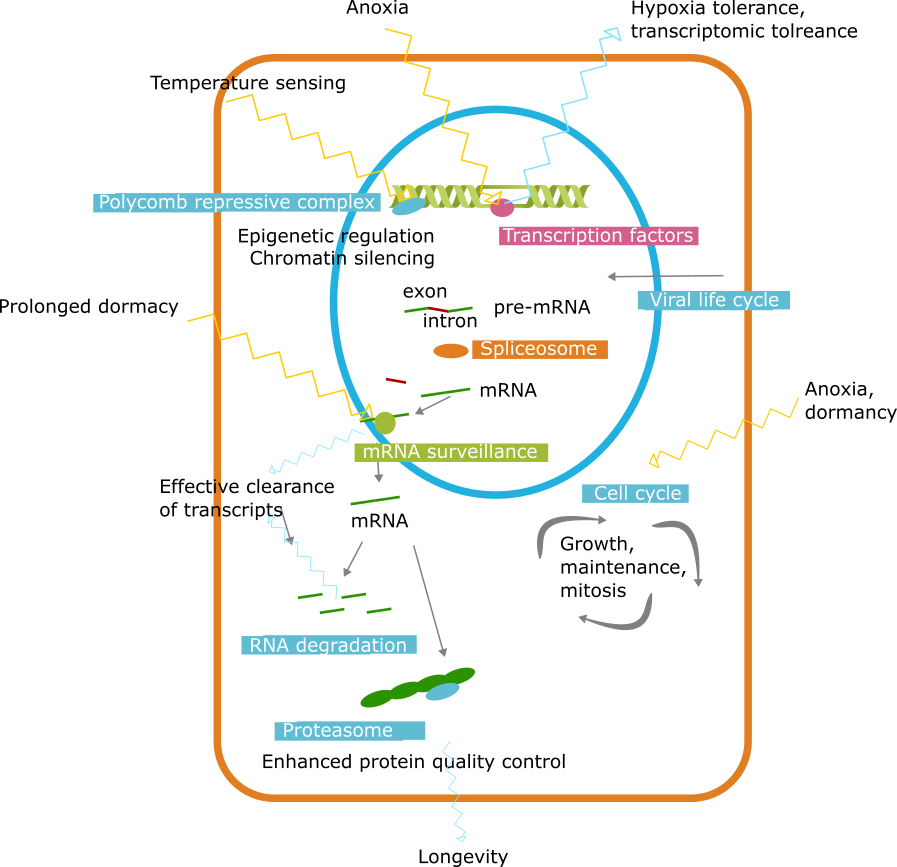 Anoxia
Hypoxia tolerance,
transcriptomic tolreance
Temperature sensing
Polycomb repressive complex
Transcription factors
Epigenetic regulation
Chromatin silencing
Viral life cycle
exon
intron
pre-mRNA
Prolonged dormacy
Spliceosome
mRNA
Anoxia,
dormancy
mRNA surveillance
Effective clearance
of transcripts
Cell cycle
mRNA
Growth,
maintenance,
mitosis
RNA degradation
Proteasome
Enhanced protein quality control
Longevity